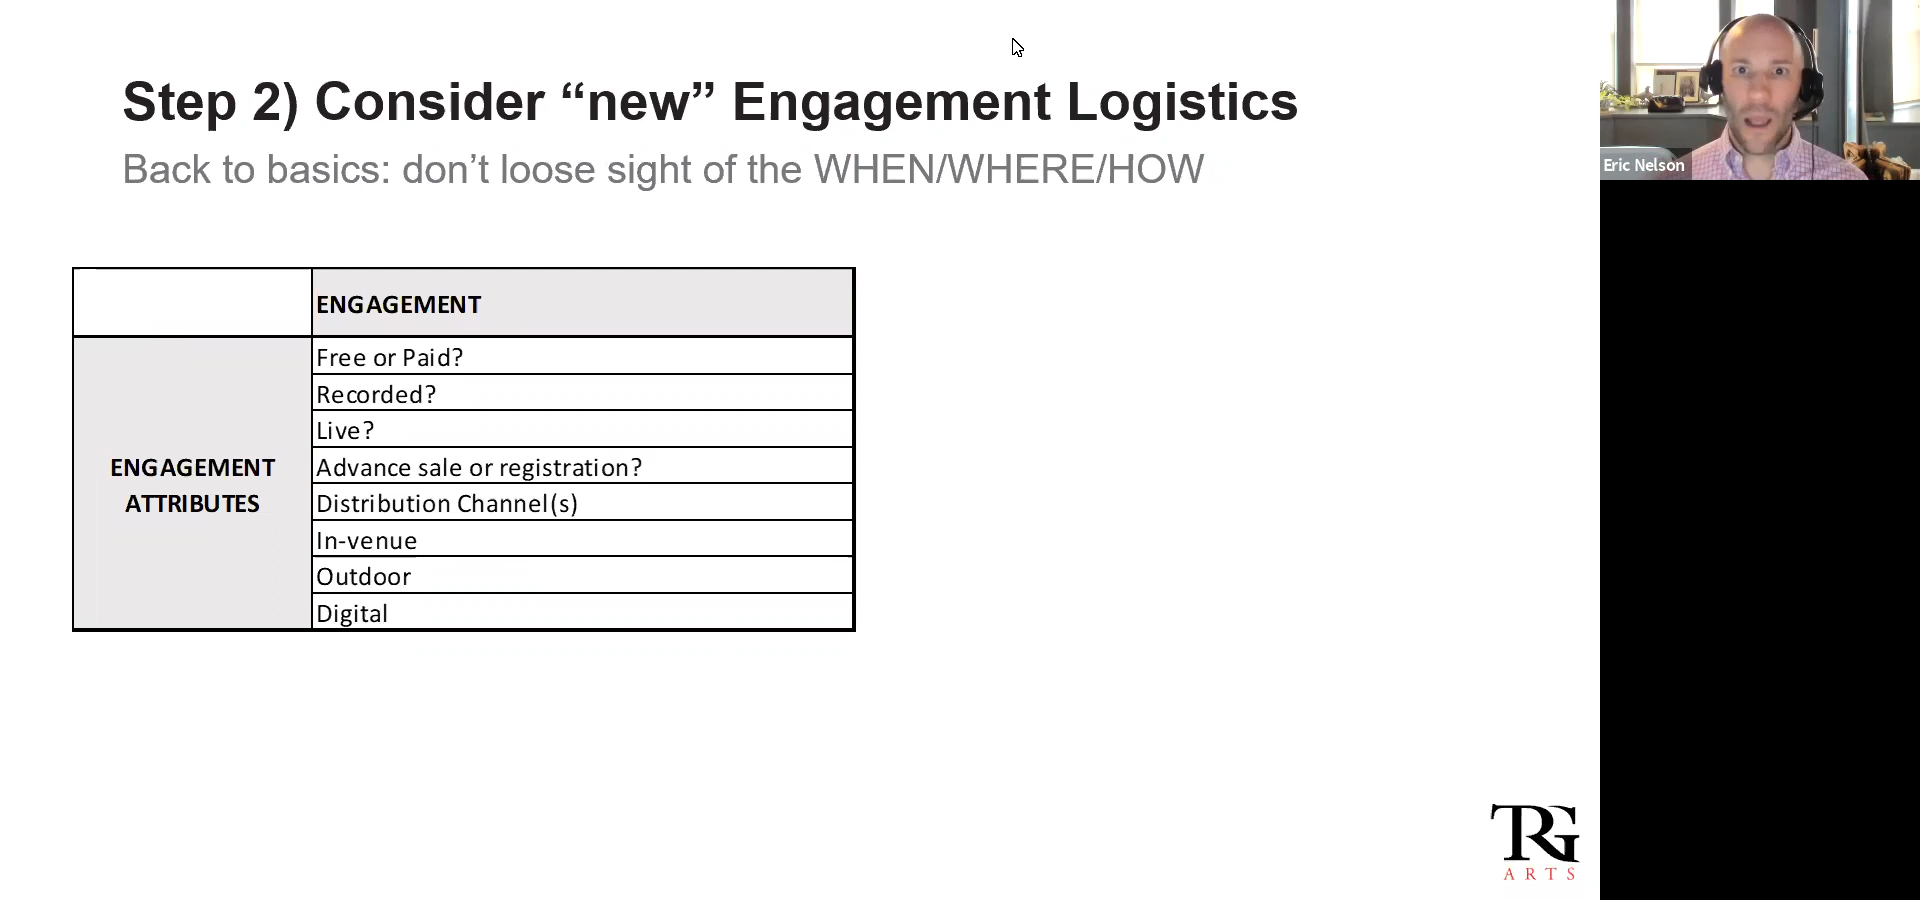 Step 2) Consider “new” Engagement Logistics
Back to basics: don’t loose sight of the WHEN/WHERE/HOW
Eric Nelson
ENGAGEMENT
ENGAGEMENT
ATTRIBUTES
Free or Paid?
Recorded?
Live?
Advance sale or registration?
Distribution Channel(s)
In-venue
Outdoor
Digital
TRG
ARTS